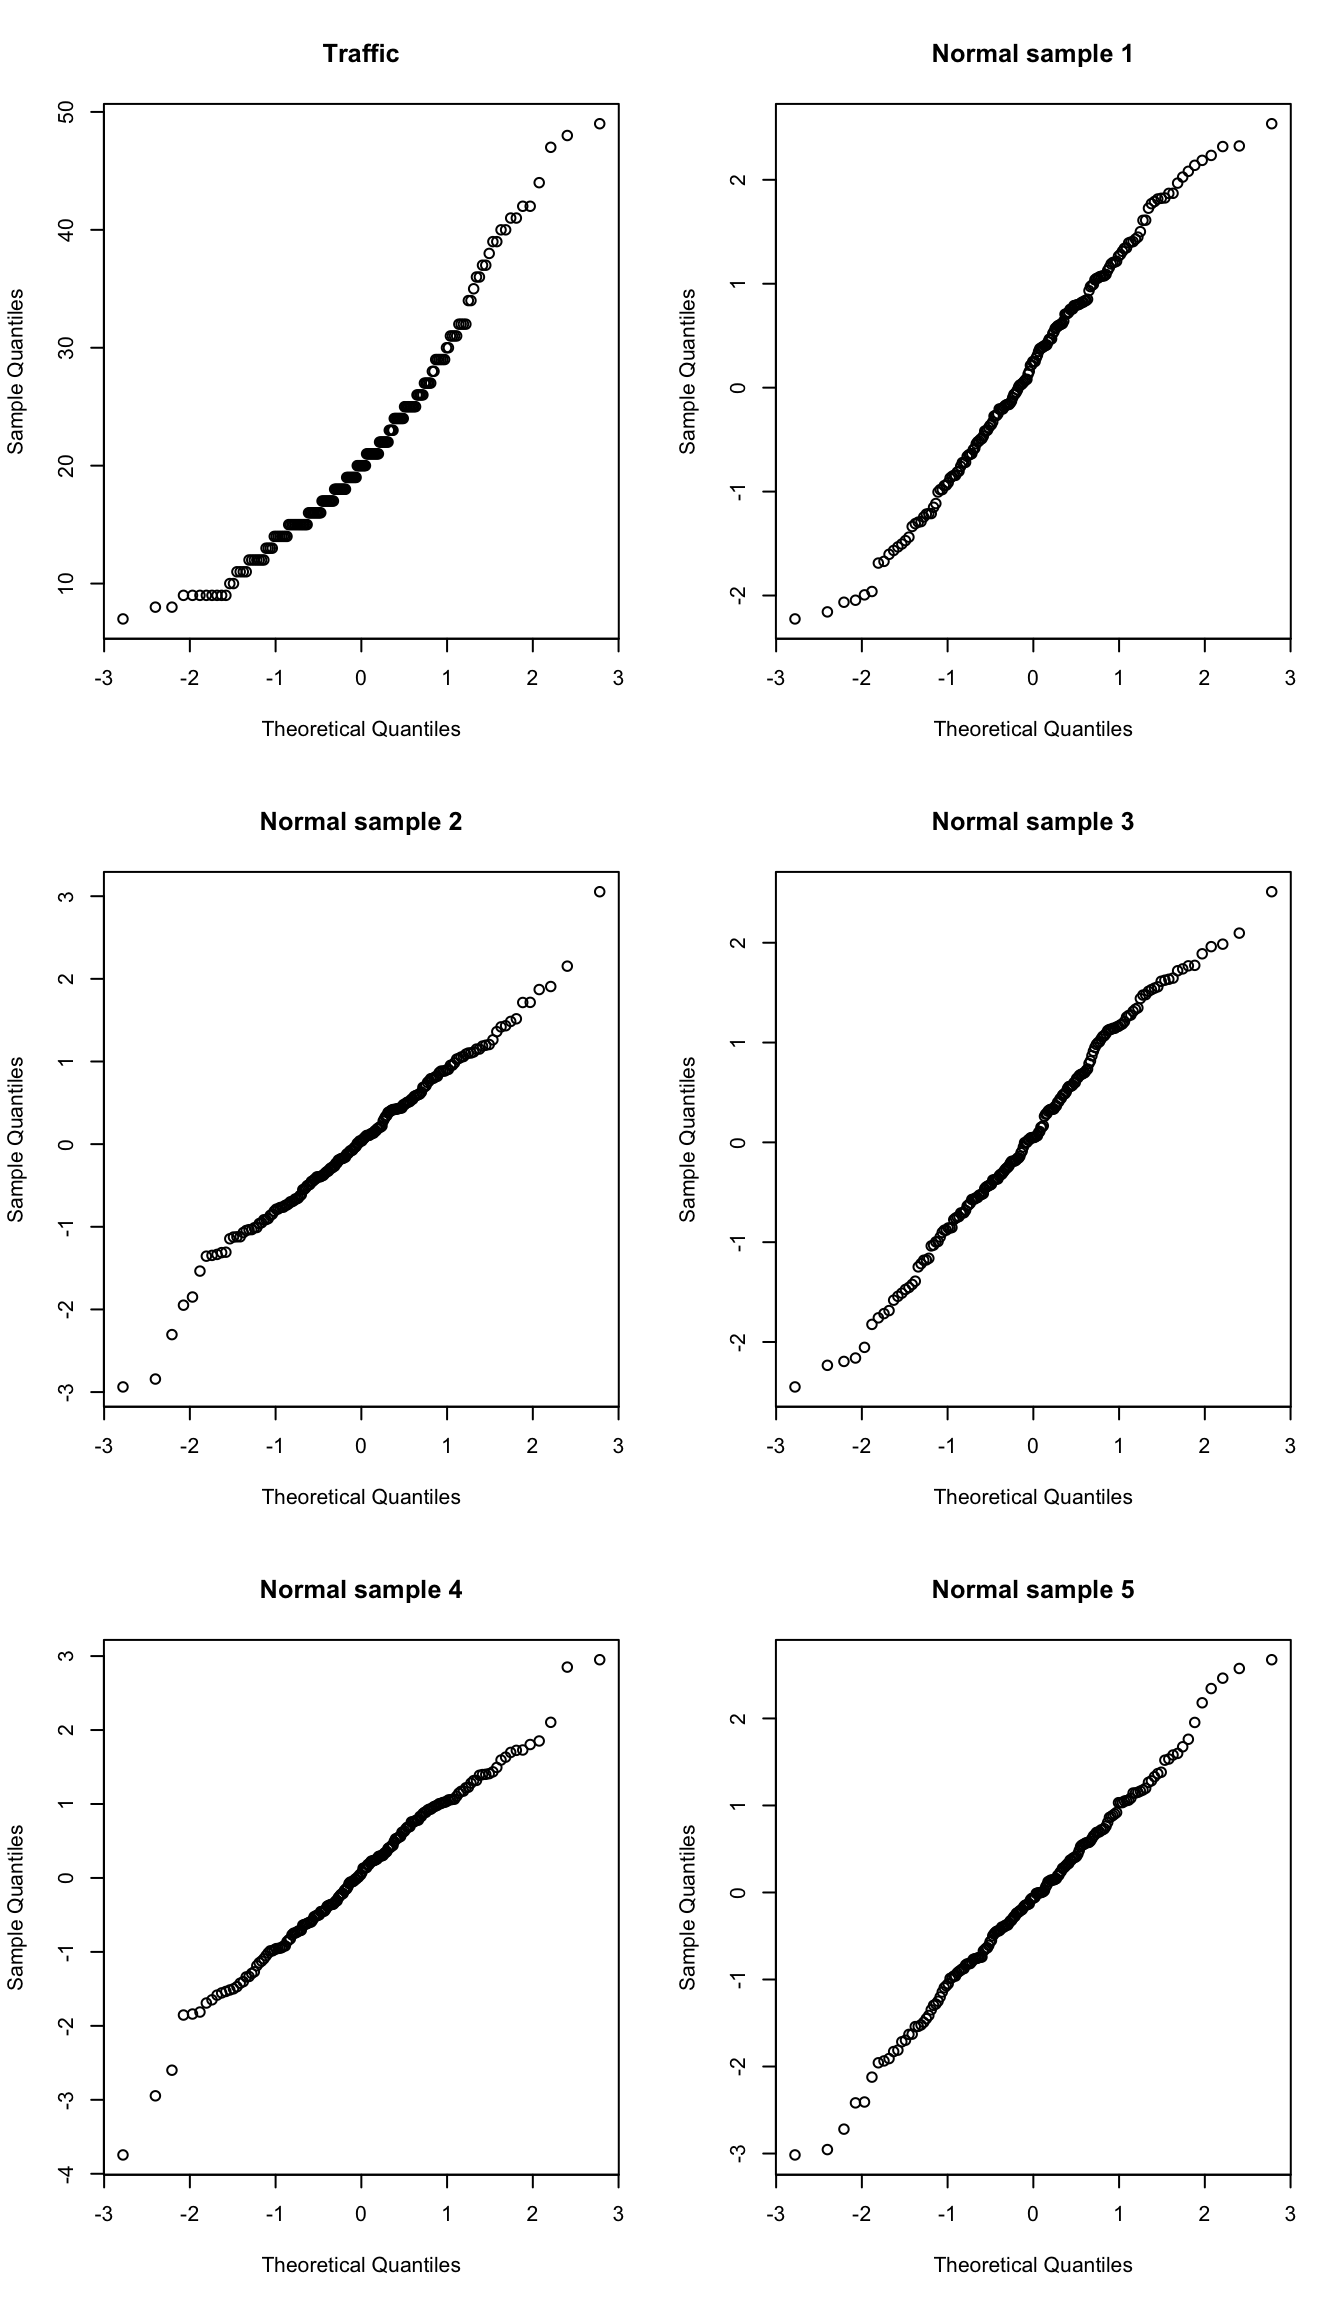 Traffic
50
40
30
20
10
Sample Quantiles
-3 -2 -1 0 1 2 3
Theoretical Quantiles
Normal sample 1
2
1
0
-1
-2
Sample Quantiles
-3 -2 -1 0 1 2 3
Theoretical Quantiles
Normal sample 2
3
2
1
0
-1
-2
-3
Sample Quantiles
-3 -2 -1 0 1 2 3
Theoretical Quantiles
Normal sample 3
2
1
0
-1
-2
Sample Quantiles
-3 -2 -1 0 1 2 3
Theoretical Quantiles
Normal sample 4
3
2
1
0
-1
-2
-3
-4
Sample Quantiles
-3 -2 -1 0 1 2 3
Theoretical Quantiles
Normal sample 5
2
1
0
-1
-2
-3
Sample Quantiles
-3 -2 -1 0 1 2 3
Theoretical Quantiles